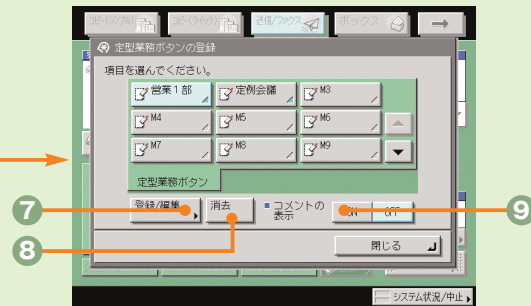 コピー(シンプル)
コピー(クイック)
送信/ファクス
ボックス
定型業務ボタンの登録
項目を選んでください。
営業1部
定例会議
M3
M4
M5
M6
M7
M8
M9
定型業務ボタン
登録/編集
消去
コメントの
表示
ON
OFF
閉じる
システム状況/中止
7
8
9